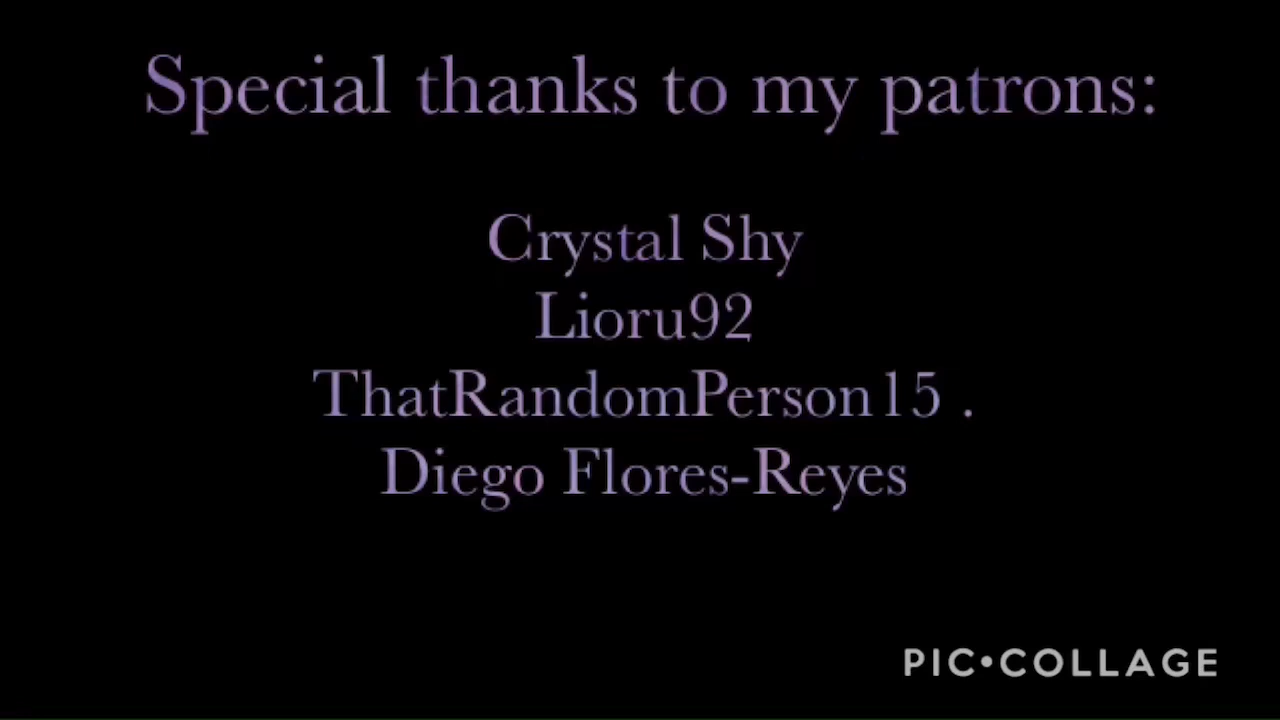 Special thanks to my patrons:
Crystal Shy
Lioru92
ThatRandomPerson15 .
Diego Flores-Reyes
PIC•COLLAGE